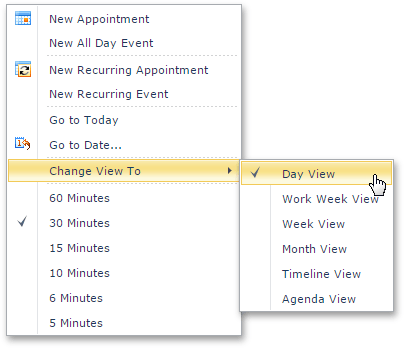 New Appointment
New All Day Event
New Recurring Appointment
New Recurring Event
Go to Today
Go to Date...
Change View To
60 Minutes
30 Minutes
15 Minutes
10 Minutes
6 Minutes
5 Minutes
Day View
Work Week View
Week View
Month View
Timeline View
Agenda View